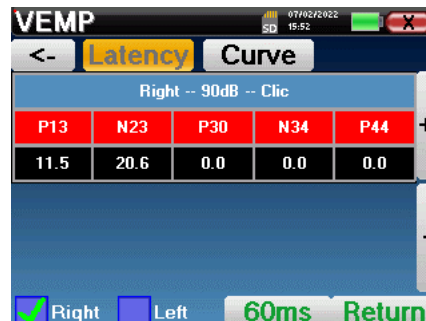 VEMP SD 07/02/2022 15:52 X
<- Latency Curve
Right -- 90dB -- Clic
P13 N23 P30 N34 P44 +
11.5 20.6 0.0 0.0 0.0
-
Right Left 60ms Return